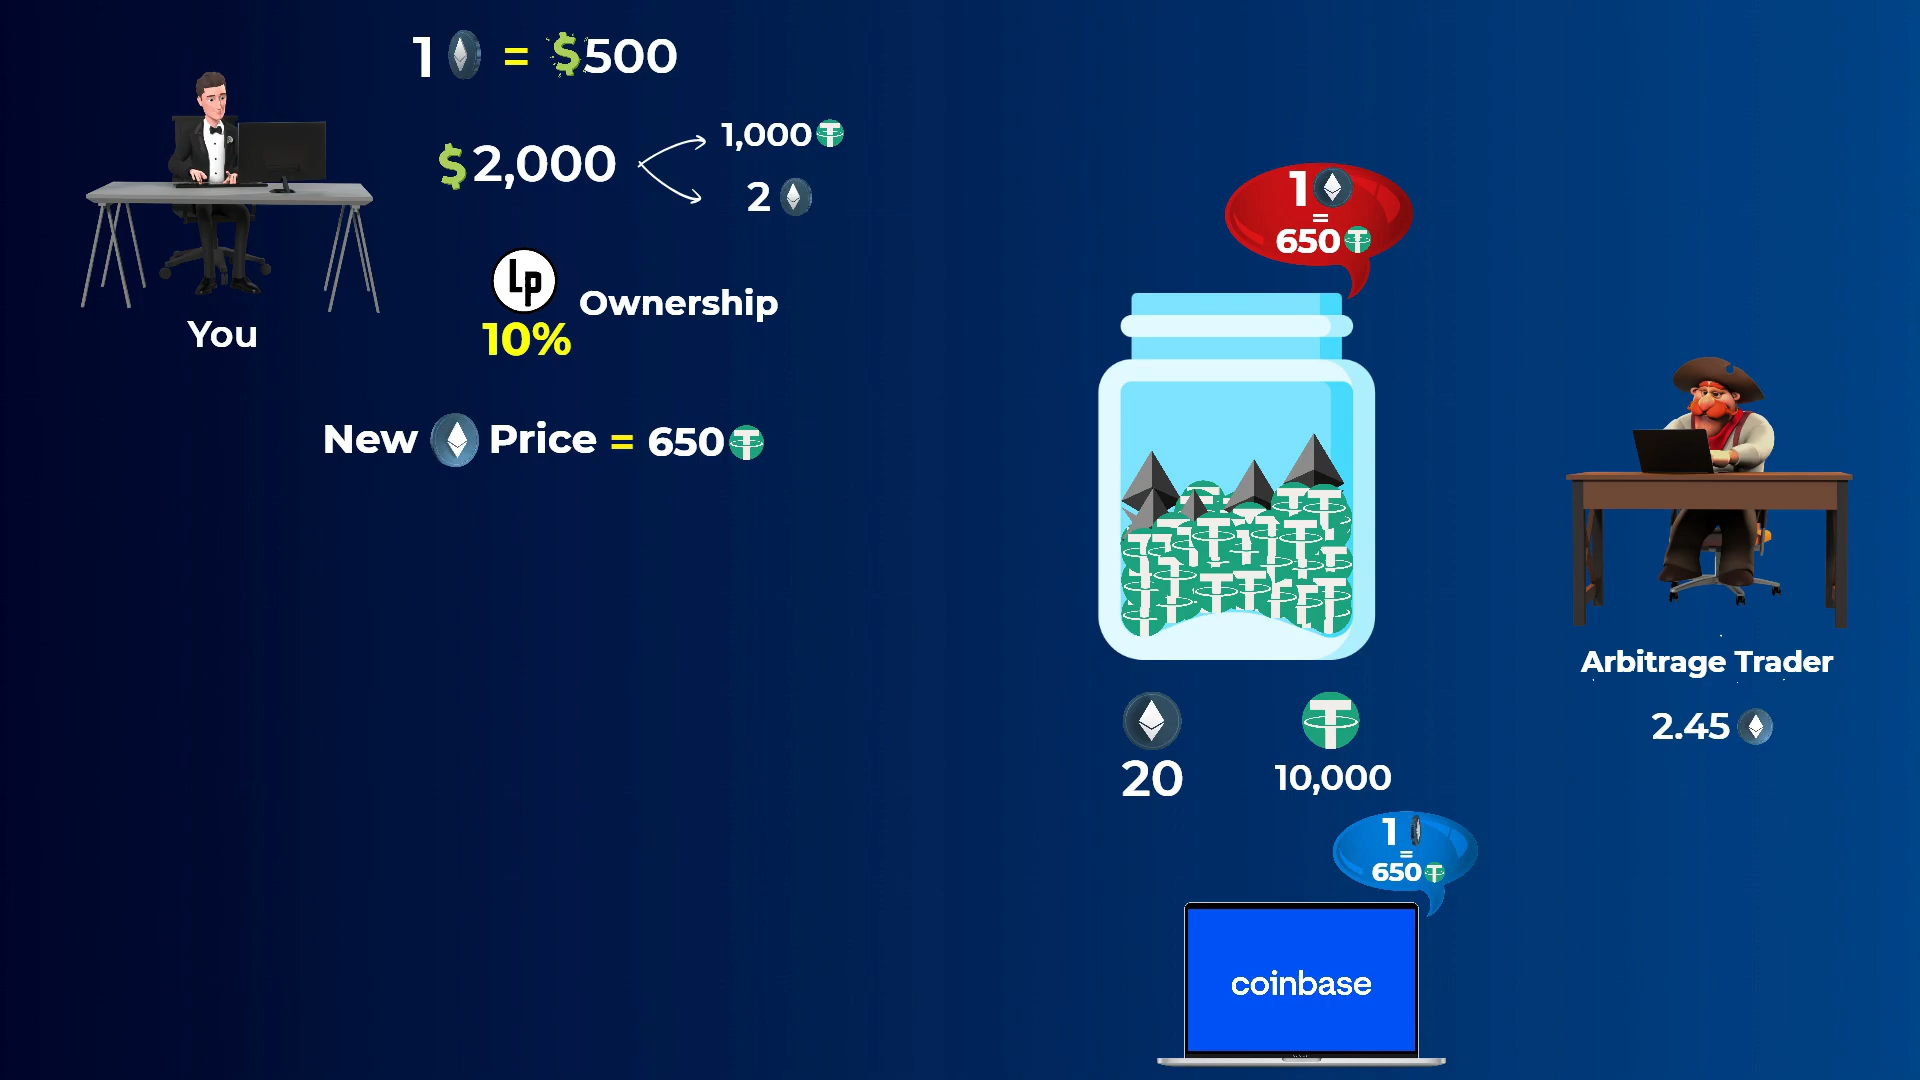 1 = $500
$2,000
1,000
2
Lp
10%
Ownership
You
New Price = 650
1
=
650
20
10,000
Arbitrage Trader
2.45
1
=
650
coinbase